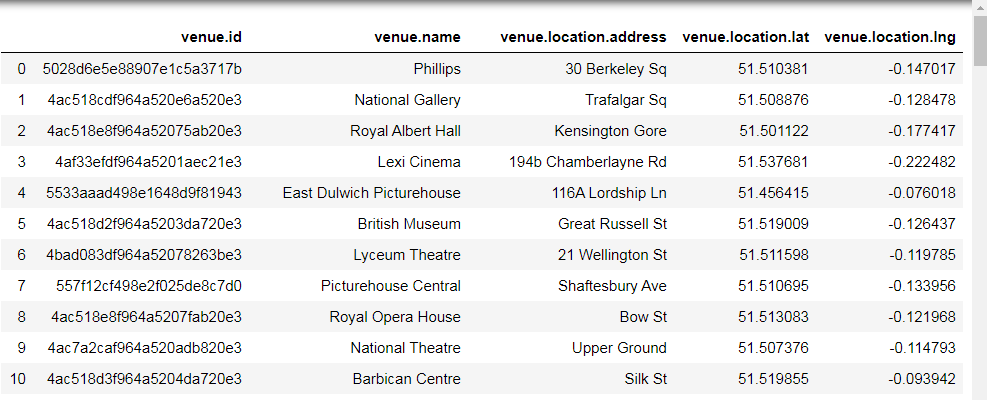 venue.id venue.name venue.location.address venue.location.lat venue.location.lng
0 5028d6e5e88907e1c5a3717b Phillips 30 Berkeley Sq 51.510381 -0.147017
1 4ac518cdf964a520e6a520e3 National Gallery Trafalgar Sq 51.508876 -0.128478
2 4ac518e8f964a52075ab20e3 Royal Albert Hall Kensington Gore 51.501122 -0.177417
3 4af33efdf964a5201aec21e3 Lexi Cinema 194b Chamberlayne Rd 51.537681 -0.222482
4 5533aaad498e1648d9f81943 East Dulwich Picturehouse 116A Lordship Ln 51.456415 -0.076018
5 4ac518d2f964a5203da720e3 British Museum Great Russell St 51.519009 -0.126437
6 4bad083df964a52078263be3 Lyceum Theatre 21 Wellington St 51.511598 -0.119785
7 557f12cf498e2f025de8c7d0 Picturehouse Central Shaftesbury Ave 51.510695 -0.133956
8 4ac518e8f964a5207fab20e3 Royal Opera House Bow St 51.513083 -0.121968
9 4ac7a2caf964a520adb820e3 National Theatre Upper Ground 51.507376 -0.114793
10 4ac518d3f964a5204da720e3 Barbican Centre Silk St 51.519855 -0.093942